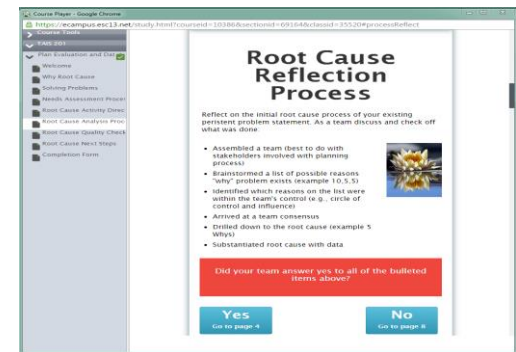 Course Player - Google Chrome
https://ecampus.esc13.net/study.html?courseid=10386&sectionid=69164&classid=35520#processReflect
Course Tools
TAIS 201
Plan Evaluation and Dat
Welcome
Why Root Cause
Solving Problems
Needs Assessment Proces
Root Cause Activity Direc
Root Cause Analysis Proc
Root Cause Quality Check
Root Cause Next Steps
Completion Form
Root Cause
Reflection
Process
Reflect on the initial root cause process of your existing
peristent problem statement. As a team discuss and check off
what was done.
• Assembled a team (best to do with
stakeholders involved with planning
process)
• Brainstormed a list of possible reasons
"why" problem exists (example 10,5,5)
• Identified which reasons on the list were
within the team's control (e.g., circle of
control and influence)
• Arrived at a team consensus
• Drilled down to the root cause (example 5
Whys)
• Substantiated root cause with data
Did your team answer yes to all of the bulleted
items above?
Yes
Go to page 4
No
Go to page 8